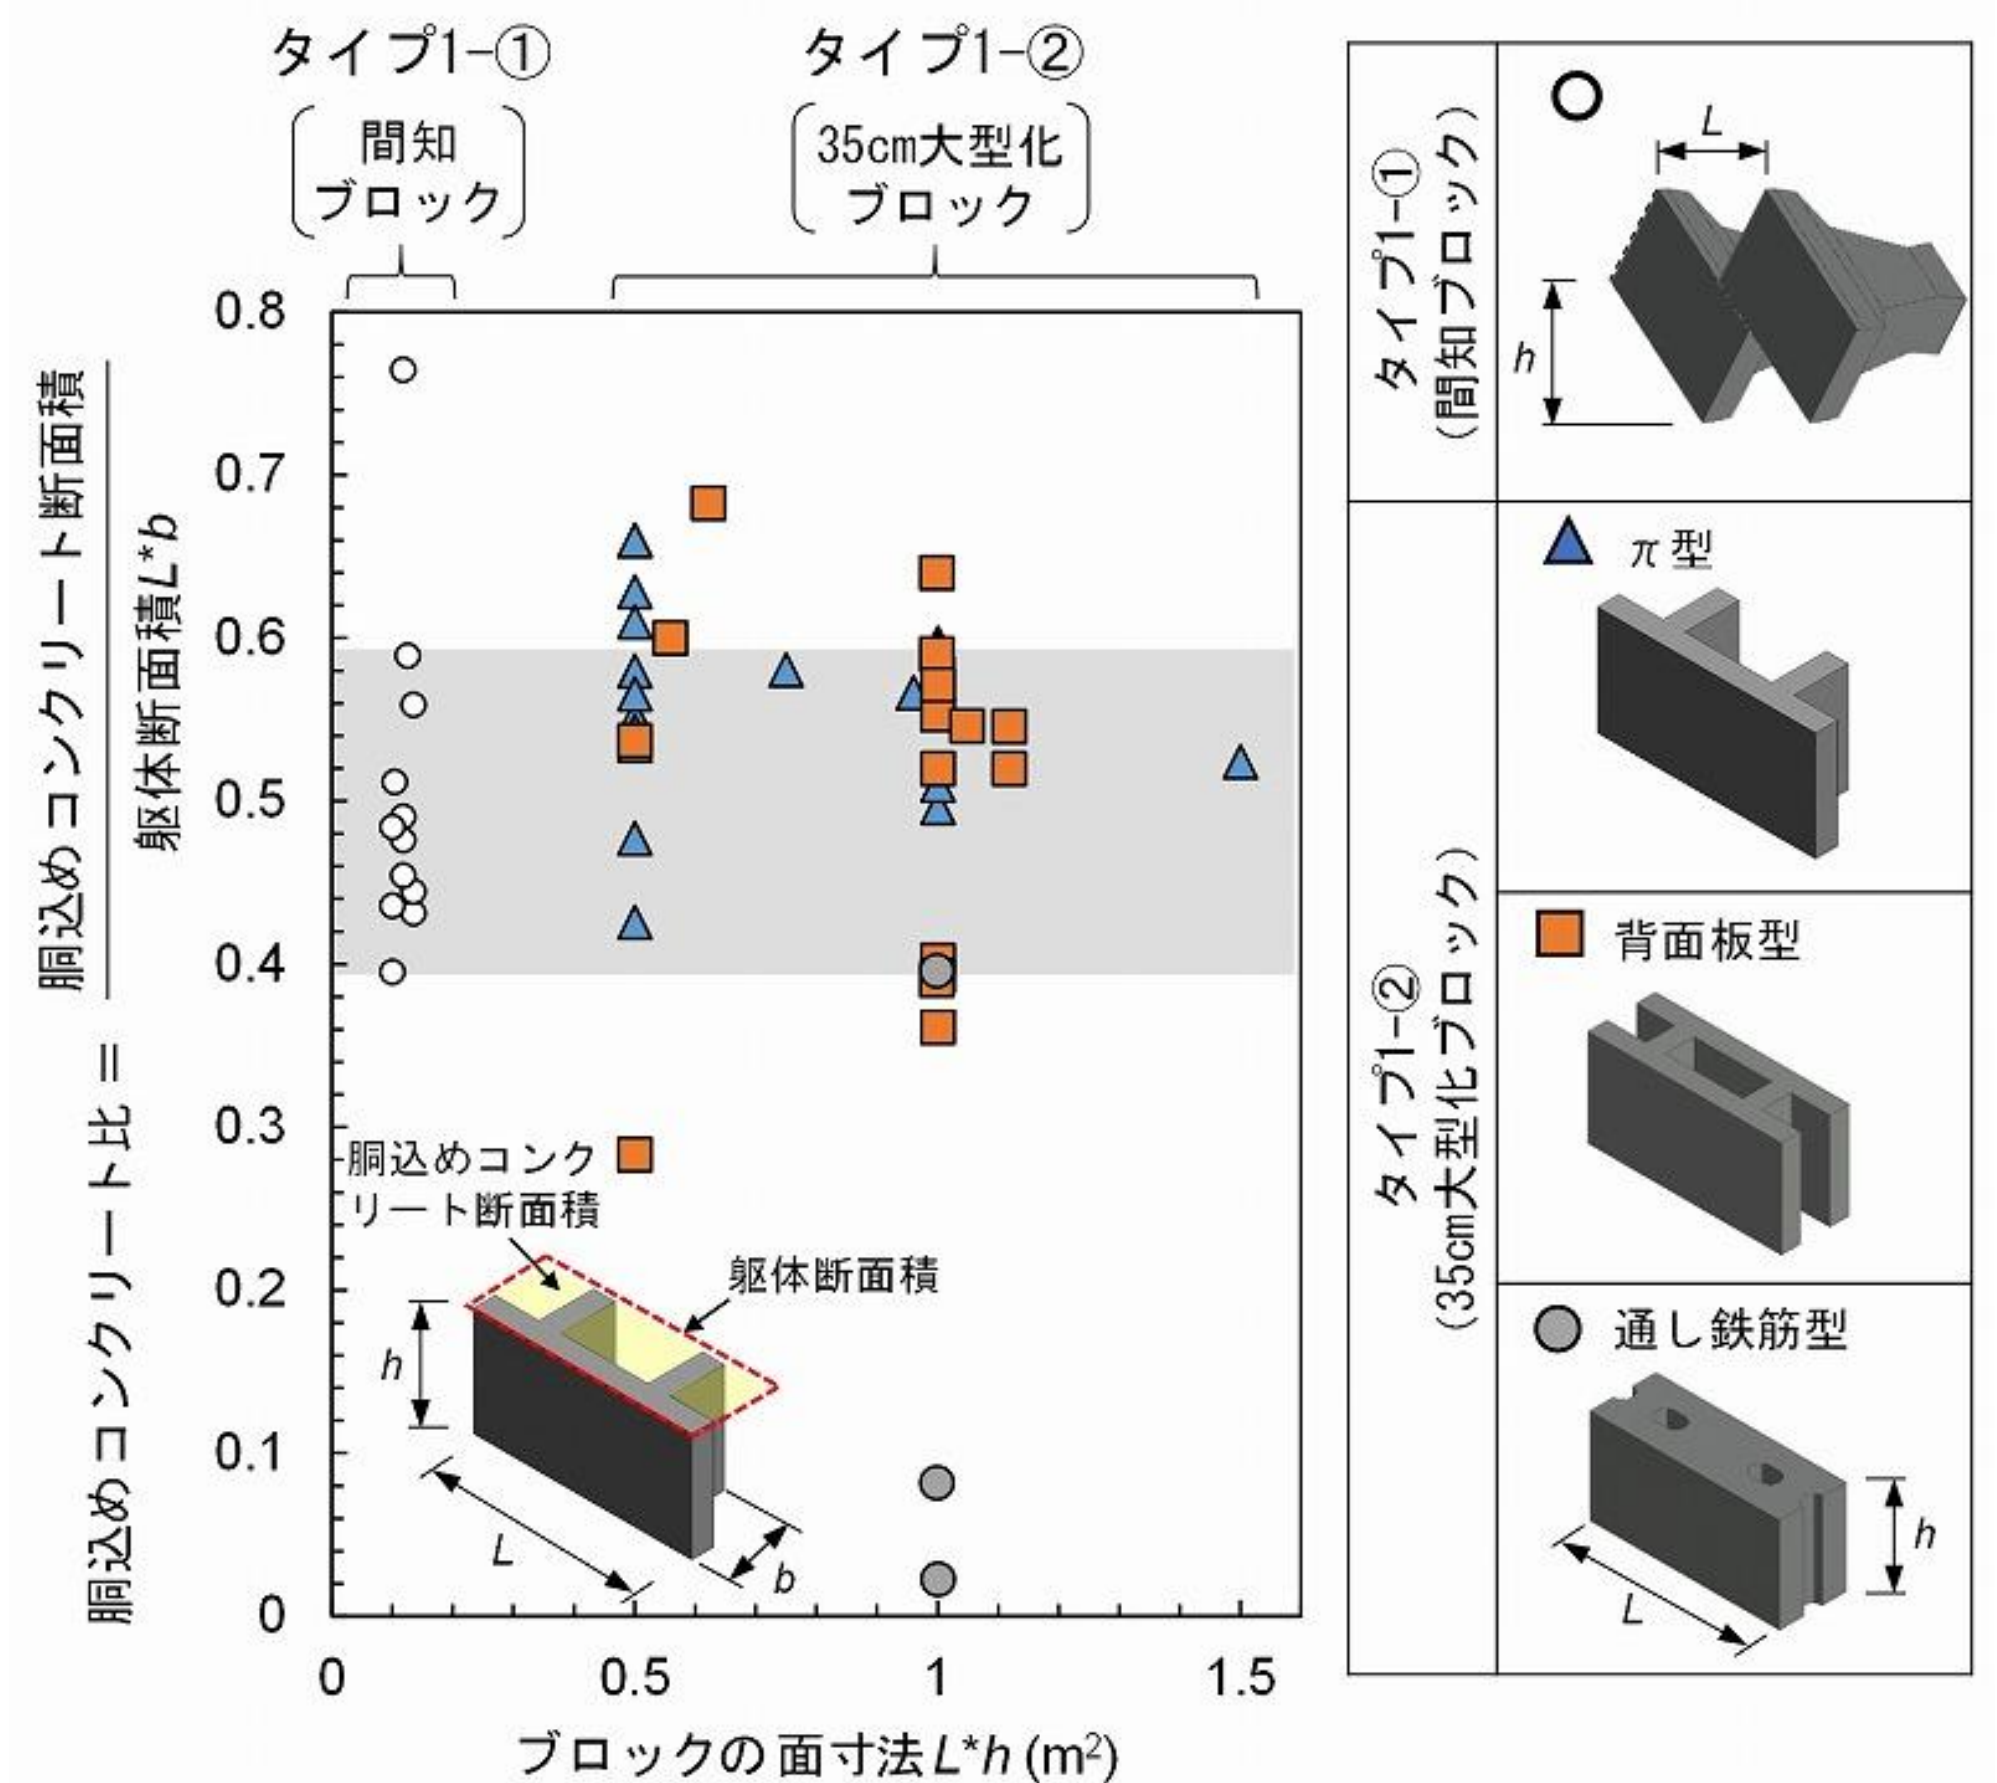 タイプ1-①
間知
ブロック
タイプ1-②
35cm大型化
ブロック
胴込めコンクリート比 =
胴込めコンクリート断面積
躯体断面積L*b
0.8
0.7
0.6
0.5
0.4
0.3
0.2
0.1
0
0
0.5
1
1.5
ブロックの面寸法L*h (m²)
胴込めコンク
リート断面積
躯体断面積
h
L
b
タイプ1-①
(間知ブロック)
L
h
タイプ1-②
(35cm大型化ブロック)
π型
背面板型
通し鉄筋型
h
L